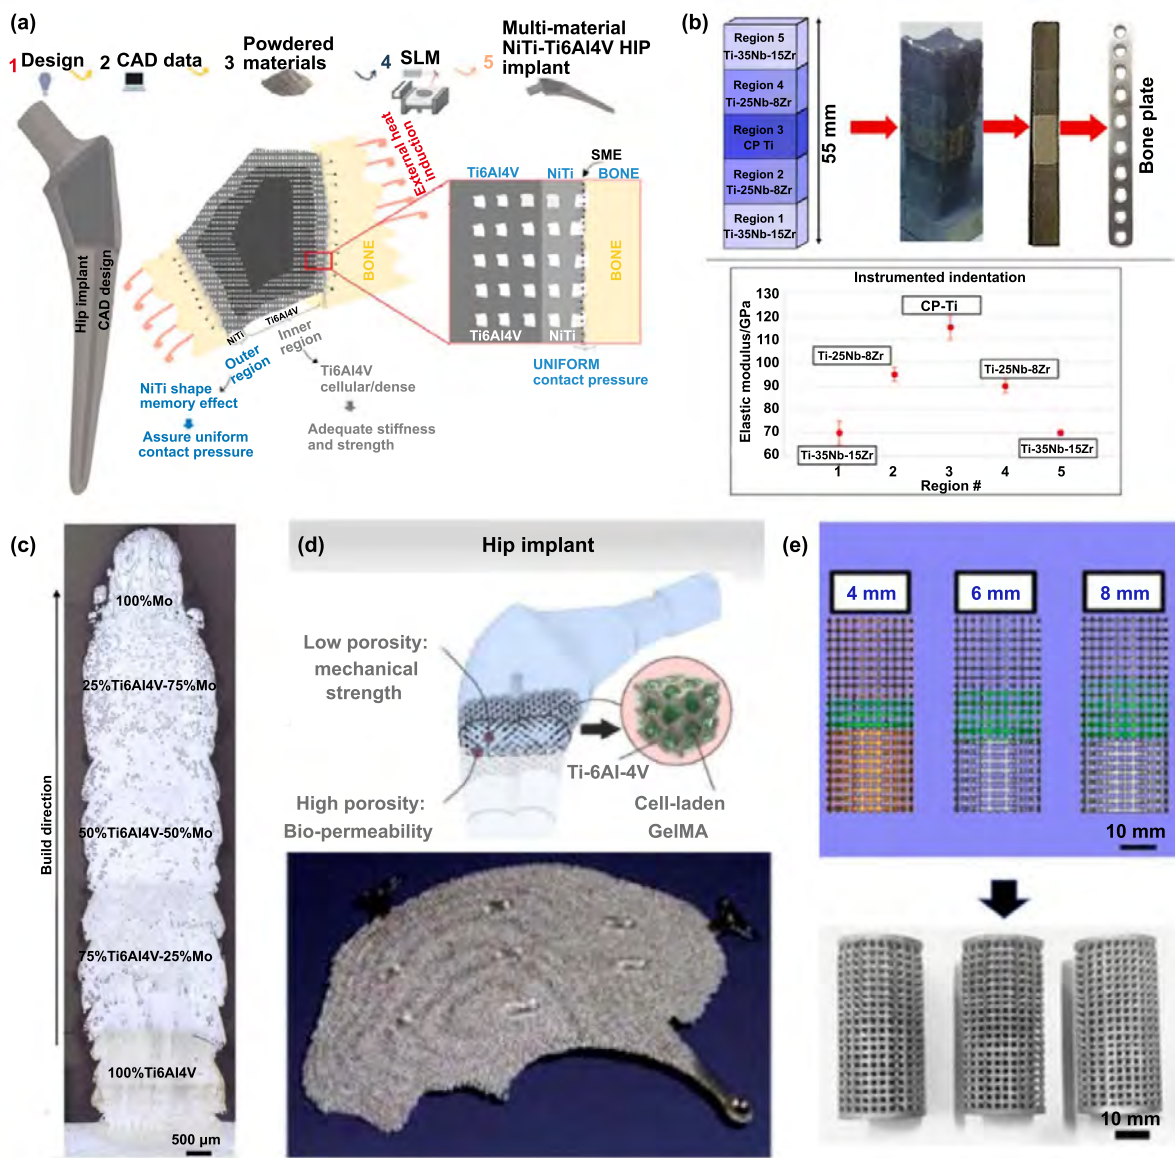 (a)
1 Design
2 CAD data
3 Powdered
materials
4 SLM
5 Multi-material
NiTi-Ti6Al4V HIP
implant
Hip implant
CAD design
External heat
induction
BONE
NiTi
Ti6Al4V
Outer
region
Inner
region
NiTi shape
memory effect
Assure uniform
contact pressure
Ti6Al4V
cellular/dense
Adequate stiffness
and strength
SME
Ti6Al4V NiTi BONE
BONE
Ti6Al4V NiTi
UNIFORM
contact pressure
(b)
Region 5
Ti-35Nb-15Zr
Region 4
Ti-25Nb-8Zr
Region 3
CP Ti
Region 2
Ti-25Nb-8Zr
Region 1
Ti-35Nb-15Zr
55 mm
Bone plate
Instrumented indentation
Elastic modulus/GPa
130
120
110
100
90
80
70
60
CP-Ti
Ti-25Nb-8Zr
Ti-25Nb-8Zr
Ti-35Nb-15Zr
Ti-35Nb-15Zr
1 2 3 4 5
Region #
(c)
Build direction
100%Mo
25%Ti6Al4V-75%Mo
50%Ti6Al4V-50%Mo
75%Ti6Al4V-25%Mo
100%Ti6Al4V
500 μm
(d)
Hip implant
Low porosity:
mechanical
strength
High porosity:
Bio-permeability
Ti-6Al-4V
Cell-laden
GelMA
(e)
4 mm
6 mm
8 mm
10 mm
10 mm